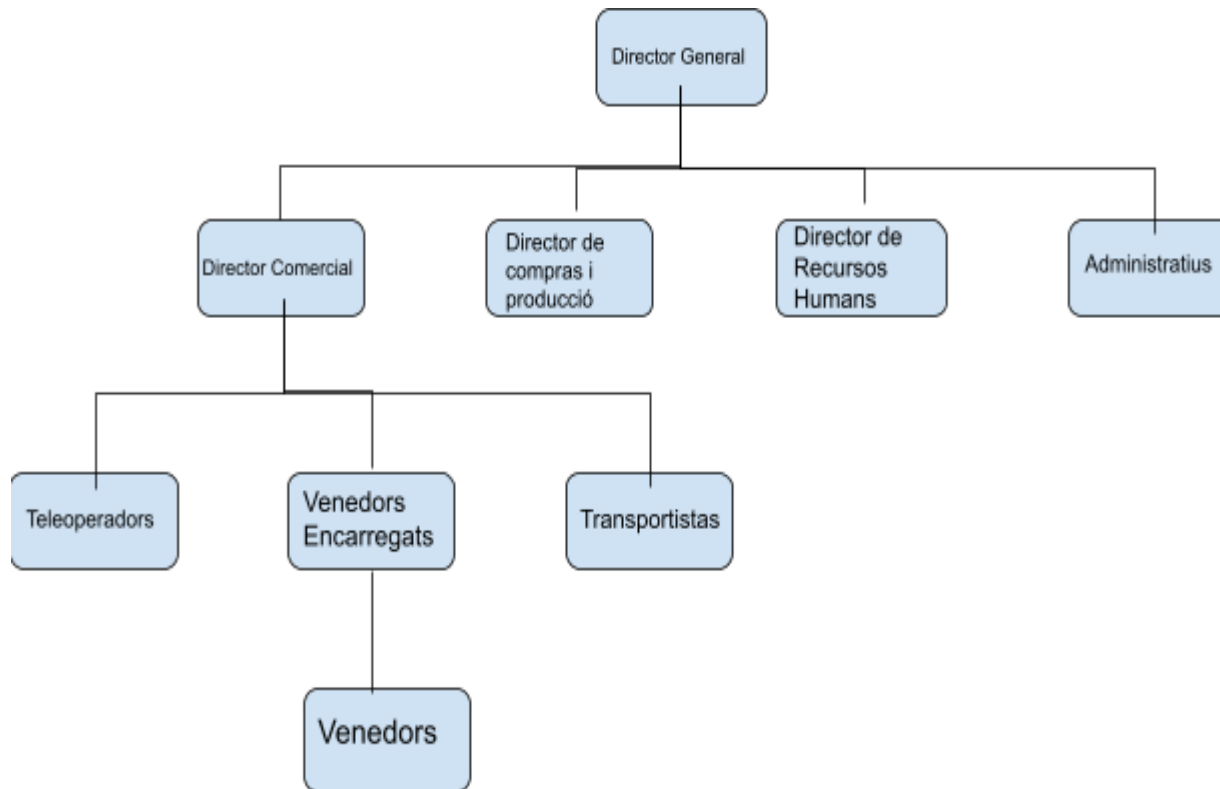 Director General
Director Comercial
Director de
compras i
producció
Director de
Recursos
Humans
Administratius
Teleoperadors
Venedors
Encarregats
Transportistas
Venedors